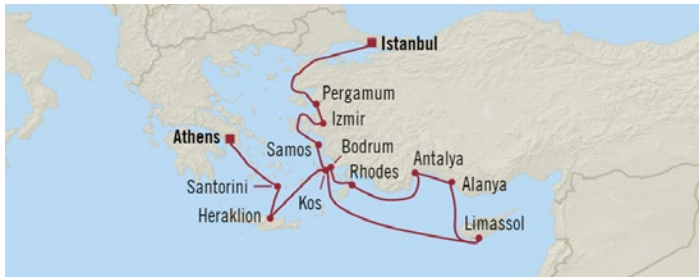 Istanbul
Pergamum
Izmir
Athens
Samos
Bodrum
Antalya
Santorini
Rhodes
Alanya
Kos
Heraklion
Limassol